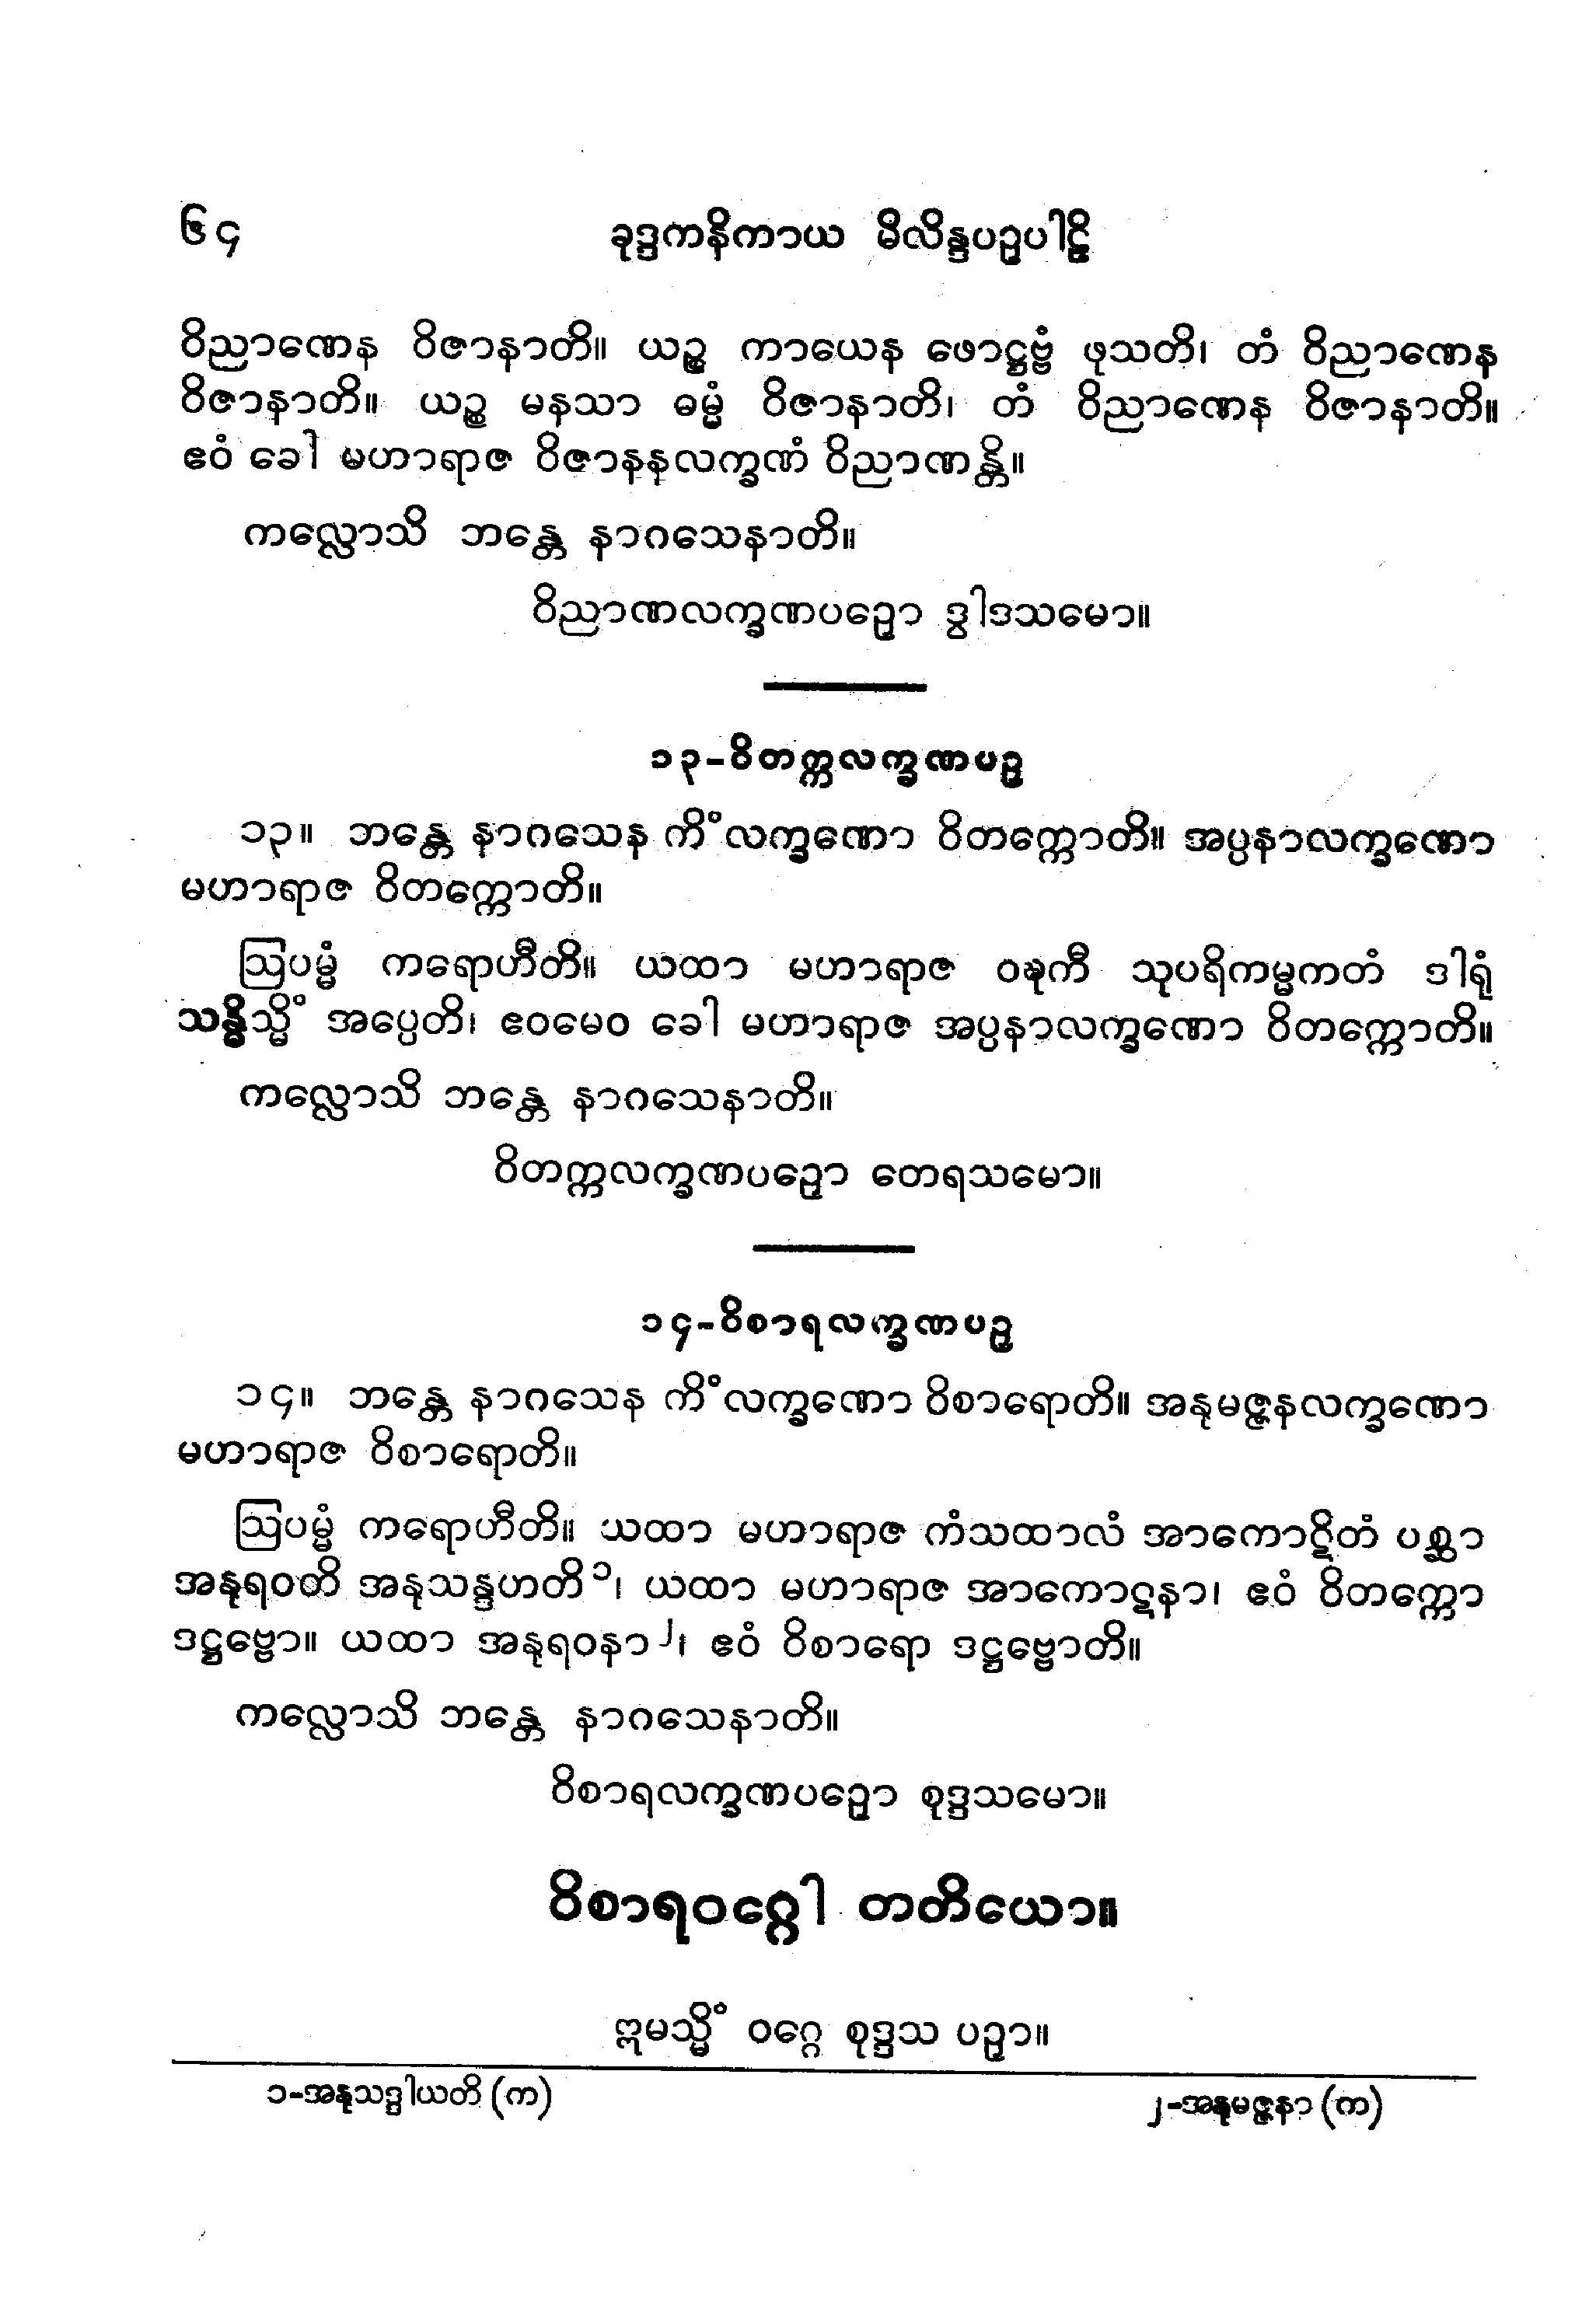 ၆၄ ခုဒ္ဒကနိကာယ မိလိန္ဒပဉှပါဠိ
ဝိညာဏေန ဝိဇာနာတိ။ ယဉ္စ ကာယေန ဖောဋ္ဌဗ္ဗံ ဖုသတိ၊ တံ ဝိညာဏေန
ဝိဇာနာတိ။ ယဉ္စ မနသာ ဓမ္မံ ဝိဇာနာတိ၊ တံ ဝိညာဏေန ဝိဇာနာတိ။
ဧဝံ ခေါ မဟာရာဇ ဝိဇာနနလက္ခဏံ ဝိညာဏန္တိ။
ကလ္လောသိ ဘန္တေ နာဂသေနာတိ။
ဝိညာဏလက္ခဏပဉှော ဒွါဒသမော။
၁၃-ဝိတက္ကလက္ခဏပဉှ
၁၃။ ဘန္တေ နာဂသေန ကိံလက္ခဏော ဝိတက္ကောတိ။ အပ္ပနာလက္ခဏော
မဟာရာဇ ဝိတက္ကောတိ။
ဩပမ္မံ ကရောဟီတိ။ ယထာ မဟာရာဇ ဝၑုကီ သုပရိကမ္မကတံ ဒါရုံ
သန္ဓိသ္မိံ အပ္ပေတိ၊ ဧဝမေဝ ခေါ မဟာရာဇ အပ္ပနာလက္ခဏော ဝိတက္ကောတိ။
ကလ္လောသိ ဘန္တေ နာဂသေနာတိ။
ဝိတက္ကလက္ခဏပဉှော တေရသမော။
၁၄-ဝိစာရလက္ခဏပဉှ
၁၄။ ဘန္တေ နာဂသေန ကိံလက္ခဏော ဝိစာရောတိ။ အနုမဇ္ဇနလက္ခဏော
မဟာရာဇ ဝိစာရောတိ။
ဩပမ္မံ ကရောဟီတိ။ ယထာ မဟာရာဇ ကံသထာလံ အာကောဋိတံ ပစ္ဆာ
အနုရဝတိ အနုသန္ဒဟတိ၁၊ ယထာ မဟာရာဇ အာကောဋနာ၊ ဧဝံ ဝိတက္ကော
ဒဋ္ဌဗ္ဗော။ ယထာ အနုရဝနာ၂၊ ဧဝံ ဝိစာရော ဒဋ္ဌဗ္ဗောတိ။
ကလ္လောသိ ဘန္တေ နာဂသေနာတိ။
ဝိစာရလက္ခဏပဉှော စုဒ္ဒသမော။
ဝိစာရဝဂ္ဂေါ တတိယော။
ဣမသ္မိံ ဝဂ္ဂေ စုဒ္ဒသ ပဉှာ။
၁-အနုသဒ္ဒါယတိ (က) ၂-အနုမဇ္ဇနာ (က)